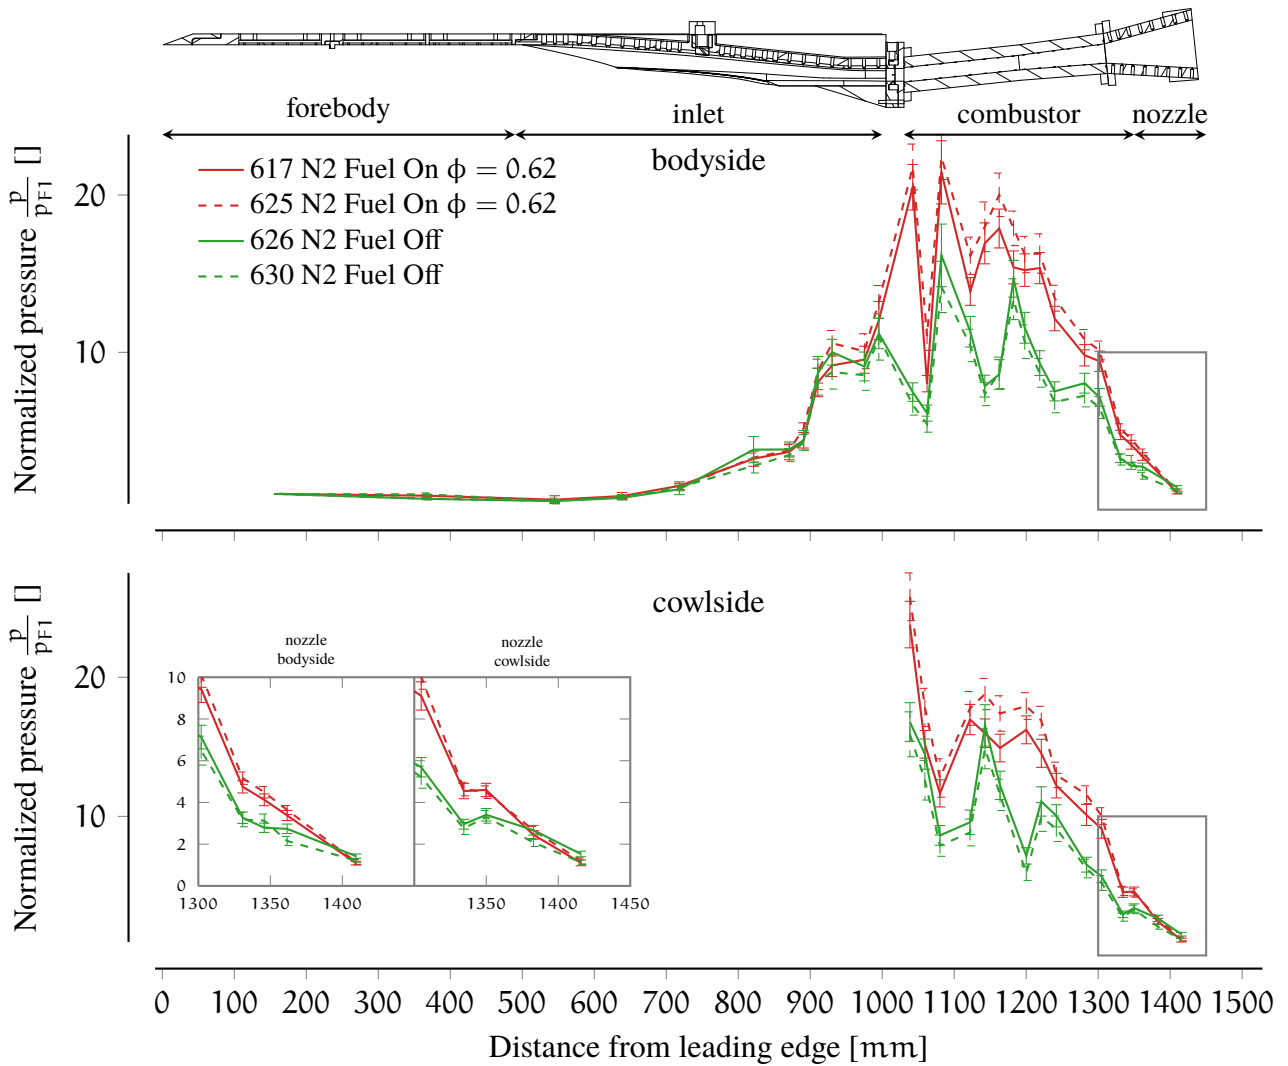 forebody
inlet
combustor
nozzle
bodyside
617 N2 Fuel On ϕ = 0.62
625 N2 Fuel On ϕ = 0.62
626 N2 Fuel Off
630 N2 Fuel Off
Normalized pressure p/pF1 []
20
10
cowlside
Normalized pressure p/pF1 []
20
10
nozzle
bodyside
nozzle
cowlside
10
8
6
4
2
0
1300 1350 1400
1350 1400 1450
0 100 200 300 400 500 600 700 800 900 1000 1100 1200 1300 1400 1500
Distance from leading edge [mm]